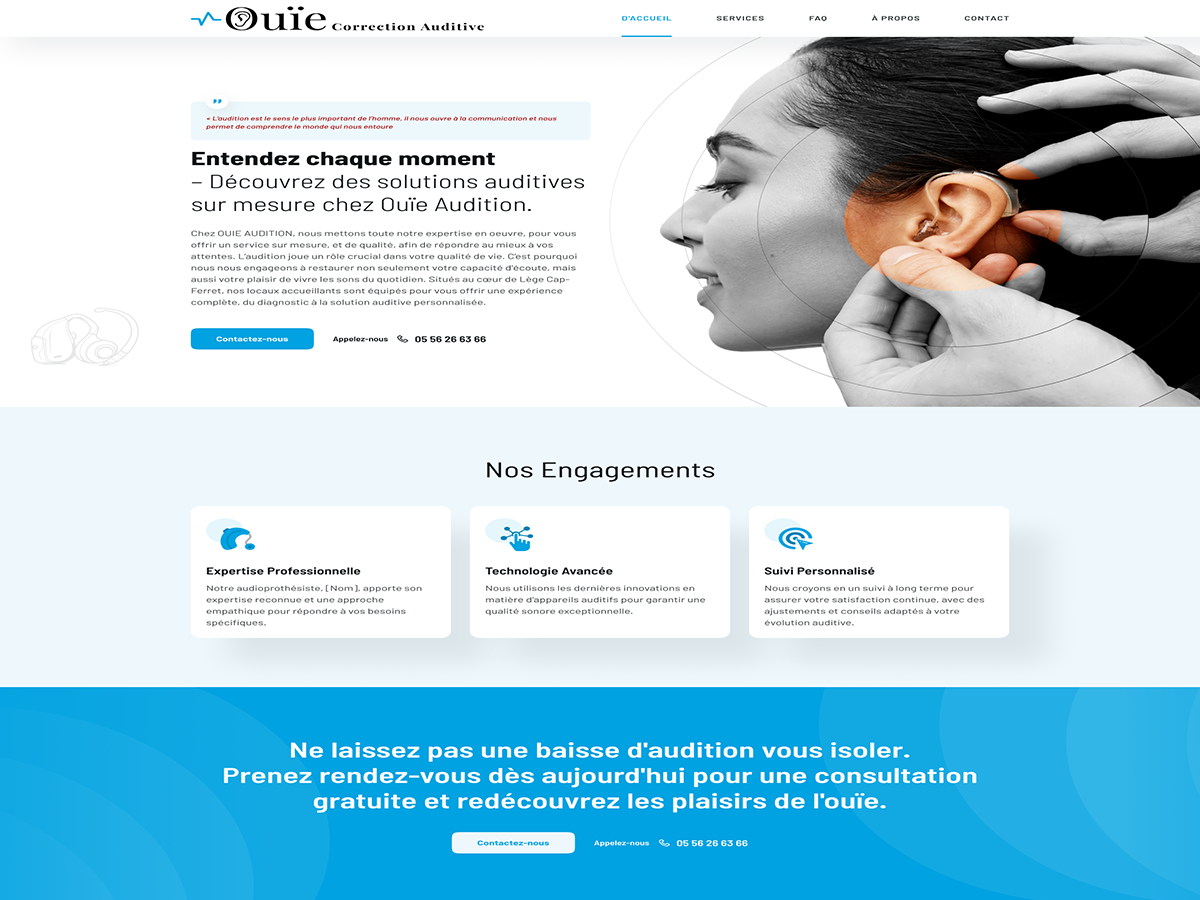 Ouïe Correction Auditive
D'ACCUEIL SERVICES FAQ À PROPOS CONTACT
« L'audition est le sens le plus important de l'homme, il nous ouvre à la communication et nous
permet de comprendre le monde qui nous entoure
Entendez chaque moment
– Découvrez des solutions auditives
sur mesure chez Ouïe Audition.
Chez OUIE AUDITION, nous mettons toute notre expertise en oeuvre, pour vous
offrir un service sur mesure, et de qualité, afin de répondre au mieux à vos
attentes. L'audition joue un rôle crucial dans votre qualité de vie. C'est pourquoi
nous nous engageons à restaurer non seulement votre capacité d'écoute, mais
aussi votre plaisir de vivre les sons du quotidien. Situés au cœur de Lège Cap-
Ferret, nos locaux accueillants sont équipés pour vous offrir une expérience
complète, du diagnostic à la solution auditive personnalisée.
Contactez-nous Appelez-nous 05 56 26 63 66
Nos Engagements
Expertise Professionnelle
Notre audioprothésiste, [Nom], apporte son
expertise reconnue et une approche
empathique pour répondre à vos besoins
spécifiques.
Technologie Avancée
Nous utilisons les dernières innovations en
matière d'appareils auditifs pour garantir une
qualité sonore exceptionnelle.
Suivi Personnalisé
Nous croyons en un suivi à long terme pour
assurer votre satisfaction continue, avec des
ajustements et conseils adaptés à votre
évolution auditive.
Ne laissez pas une baisse d'audition vous isoler.
Prenez rendez-vous dès aujourd'hui pour une consultation
gratuite et redécouvrez les plaisirs de l'ouïe.
Contactez-nous Appelez-nous 05 56 26 63 66